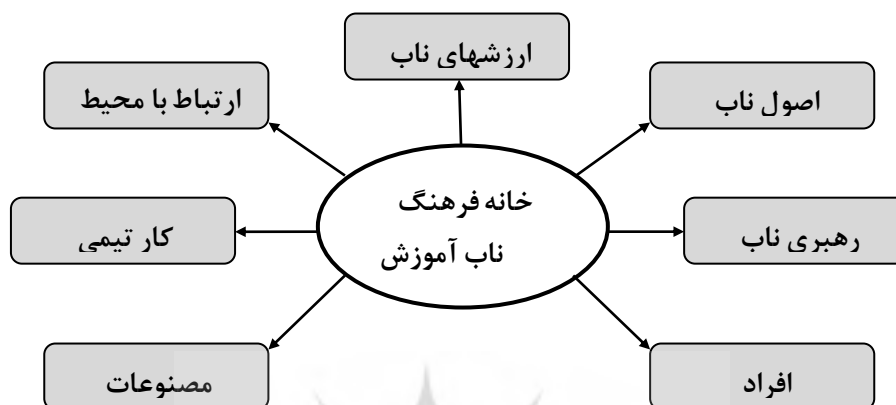 ارزشهای ناب
اصول ناب
ارتباط با محیط
خانه فرهنگ
ناب آموزش
رهبری ناب
کار تیمی
افراد
مصنوعات